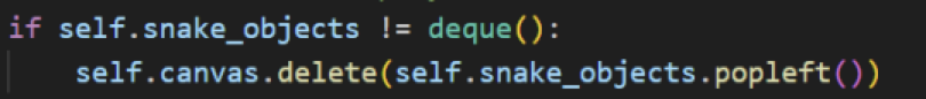 if self.snake_objects != deque():
    self.canvas.delete(self.snake_objects.popleft())